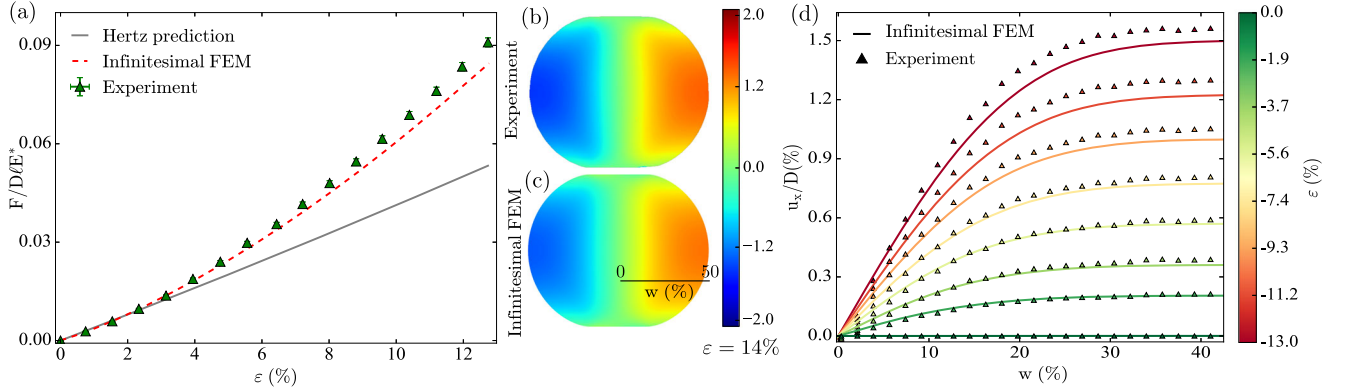 (a)
F/DℓE*
0.09
0.06
0.03
0.00
Hertz prediction
Infinitesimal FEM
Experiment
0
2
4
6
8
10
12
ε (%)
(b)
Experiment
(c)
Infinitesimal FEM
0
50
w (%)
2.0
1.2
0.0
−1.2
−2.0
ε = 14%
(d)
uₓ/D(%)
1.5
1.2
0.9
0.6
0.3
0.0
Infinitesimal FEM
Experiment
0
10
20
30
40
w (%)
0.0
-1.9
-3.7
-5.6
-7.4
-9.3
-11.2
-13.0
ε (%)